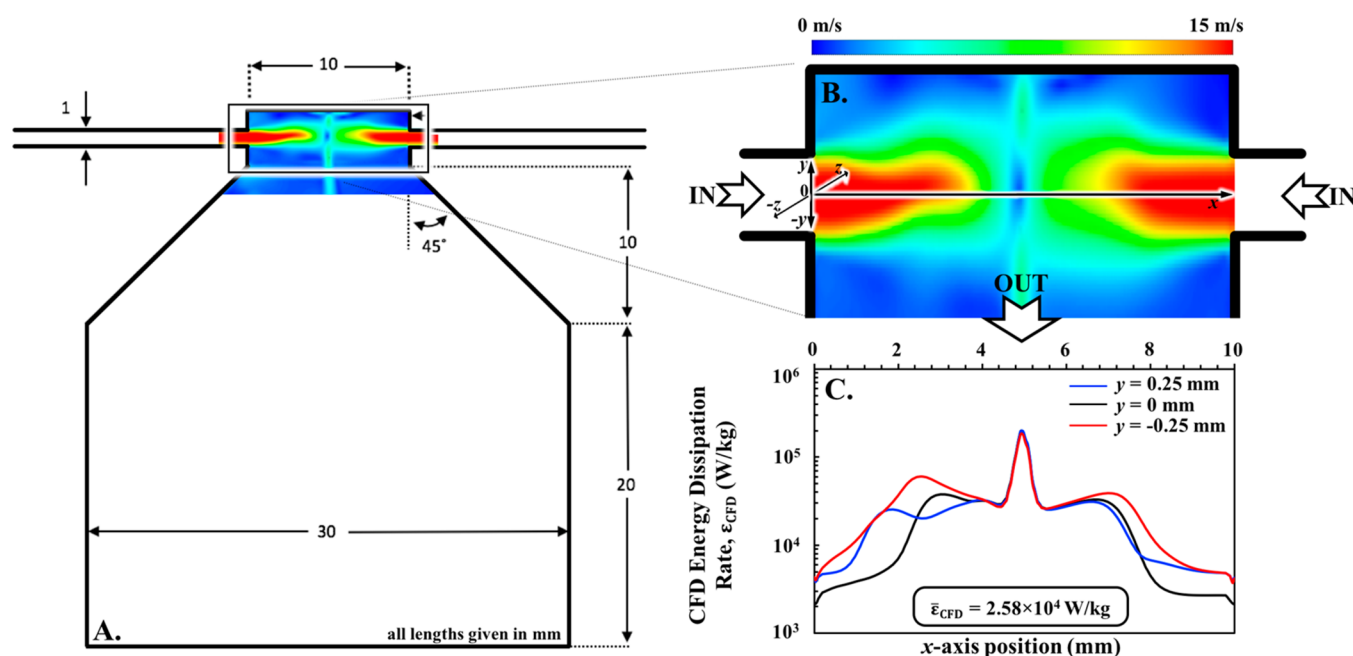 10
1
45°
10
30
20
A.
all lengths given in mm
0 m/s
15 m/s
B.
IN
y
0
z
-z
-y
x
IN
OUT
0
2
4
6
8
10
C.
y = 0.25 mm
y = 0 mm
y = -0.25 mm
10⁶
10⁵
10⁴
10³
CFD Energy Dissipation
Rate, εCFD (W/kg)
ε̄CFD = 2.58×10⁴ W/kg
x-axis position (mm)